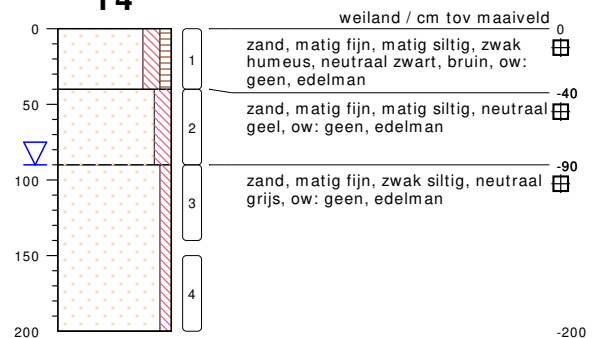 14
weiland / cm tov maaiveld
0
0
zand, matig fijn, matig siltig, zwak
humeus, neutraal zwart, bruin, ow:
geen, edelman
1
-40
50
zand, matig fijn, matig siltig, neutraal
geel, ow: geen, edelman
2
-90
100
zand, matig fijn, zwak siltig, neutraal
grijs, ow: geen, edelman
3
150
4
200
-200